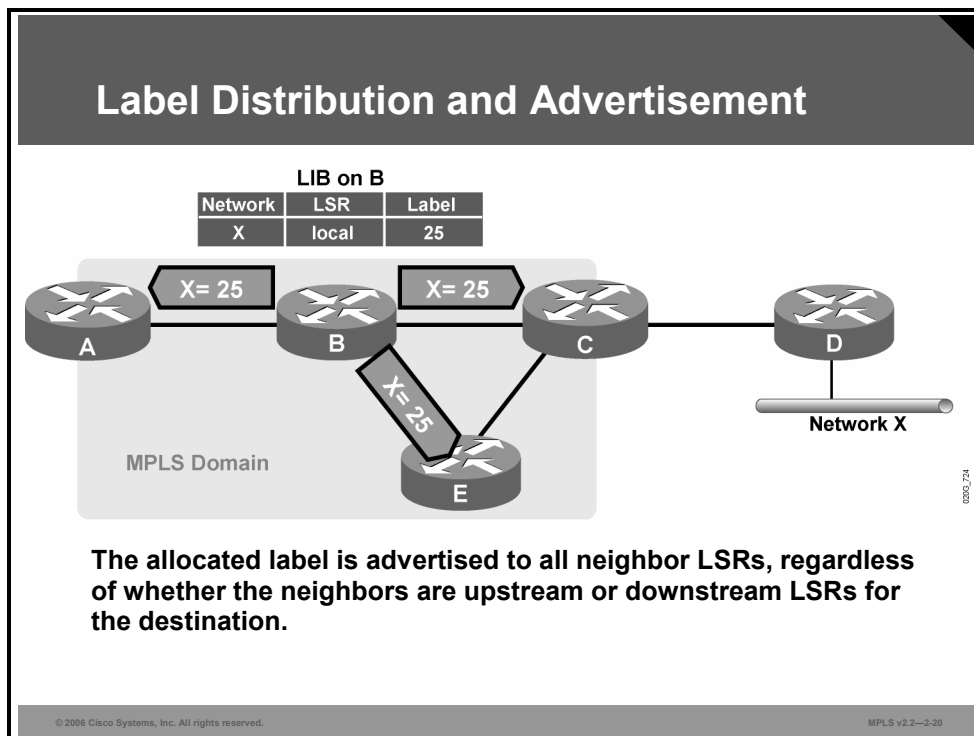 Label Distribution and Advertisement
LIB on B
Network LSR Label
X local 25
X= 25
X= 25
A
B
C
D
X= 25
Network X
MPLS Domain
E
020G_724
The allocated label is advertised to all neighbor LSRs, regardless
of whether the neighbors are upstream or downstream LSRs for
the destination.
© 2006 Cisco Systems, Inc. All rights reserved.
MPLS v2.2—2-20